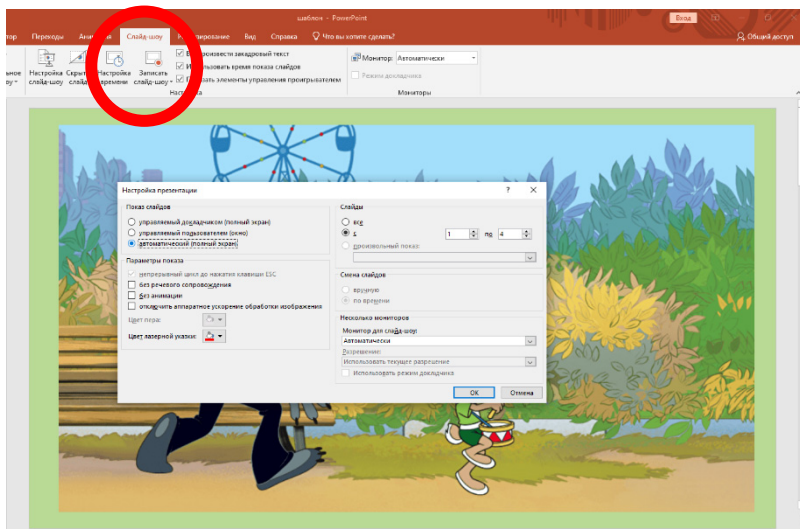 шаблон - PowerPoint
Вход
Переходы
Слайд-шоу
Вид
Справка
Что вы хотите сделать?
Общий доступ
Настройка слайд-шоу
Скрыть слайд
Настройка времени
Записать слайд-шоу
Использовать время показа слайдов
элементы управления проигрывателем
Монитор: Автоматически
Режим докладчика
Мониторы
Настройка презентации
Показ слайдов
управляемый докладчиком (полный экран)
управляемый пользователем (окно)
автоматический (полный экран)
Параметры показа
непрерывный цикл до нажатия клавиши ESC
без речевого сопровождения
без анимации
отключить аппаратное ускорение обработки изображения
Цвет пера:
Цвет лазерной указки:
Слайды
все
с 1 по 4
произвольный показ:
Смена слайдов
вручную
по времени
Несколько мониторов
Монитор для слайд-шоу:
Автоматически
Разрешение:
Использовать текущее разрешение
Использовать режим докладчика
ОК
Отмена